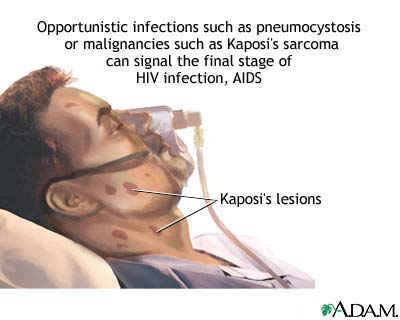 Opportunistic infections such as pneumocystosis
or malignancies such as Kaposi's sarcoma
can signal the final stage of
HIV infection, AIDS
Kaposi's lesions
A.D.A.M.